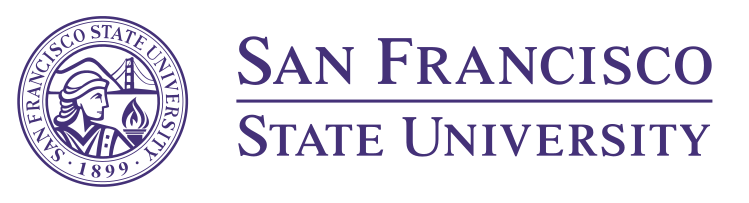 SAN FRANCISCO STATE UNIVERSITY
· 1899 ·
SAN FRANCISCO
STATE UNIVERSITY